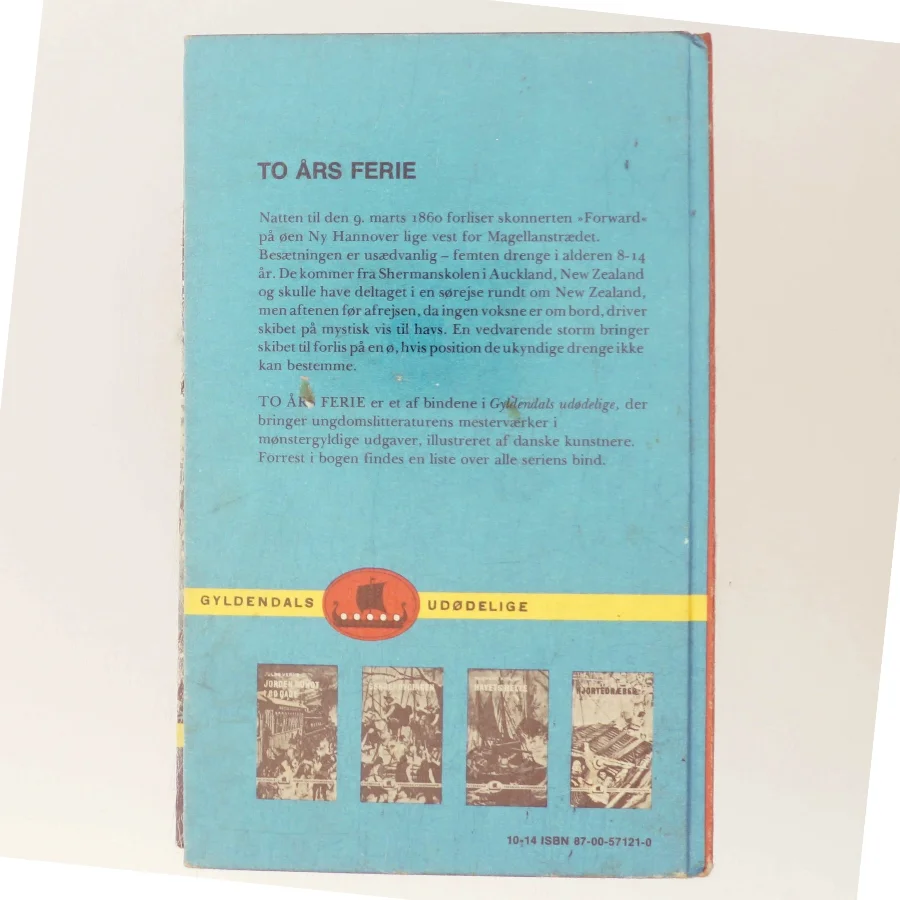 TO ÅRS FERIE
Natten til den 9. marts 1860 forliser skonnerten »Forward«
på øen Ny Hannover lige vest for Magellanstrædet.
Besætningen er usædvanlig – femten drenge i alderen 8-14
år. De kommer fra Shermanskolen i Auckland, New Zealand
og skulle have deltaget i en sørejse rundt om New Zealand,
men aftenen før afrejsen, da ingen voksne er om bord, driver
skibet på mystisk vis til havs. En vedvarende storm bringer
skibet til forlis på en ø, hvis position de ukyndige drenge ikke
kan bestemme.
TO ÅRS FERIE er et af bindene i Gyldendals udødelige, der
bringer ungdomslitteraturens mesterværker i
mønstergyldige udgaver, illustreret af danske kunstnere.
Forrest i bogen findes en liste over alle seriens bind.
GYLDENDALS UDØDELIGE
JORDEN RUNDT
I 80 DAGE
HJORTEDRÆBER
10-14 ISBN 87-00-57121-0